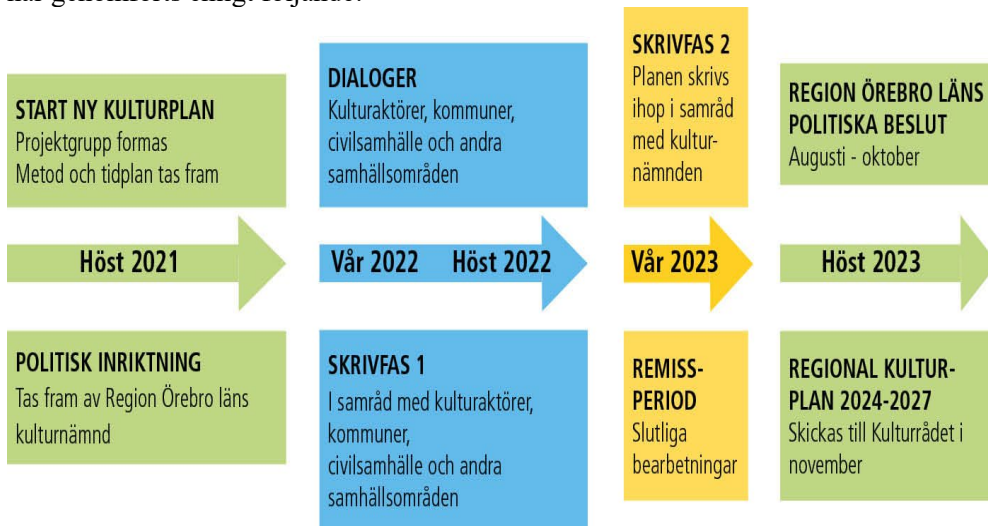 START NY KULTURPLAN
Projektgrupp formas
Metod och tidplan tas fram
DIALOGER
Kulturaktörer, kommuner,
civilsamhälle och andra
samhällsområden
SKRIVFAS 2
Planen skrivs
ihop i samråd
med kultur-
nämnden
REGION ÖREBRO LÄNS
POLITISKA BESLUT
Augusti - oktober
Höst 2021
Vår 2022 Höst 2022
Vår 2023
Höst 2023
POLITISK INRIKTNING
Tas fram av Region Örebro läns
kulturnämnd
SKRIVFAS 1
I samråd med kulturaktörer,
kommuner,
civilsamhälle och andra
samhällsområden
REMISS-
PERIOD
Slutliga
bearbetningar
REGIONAL KULTUR-
PLAN 2024-2027
Skickas till Kulturrådet i
november